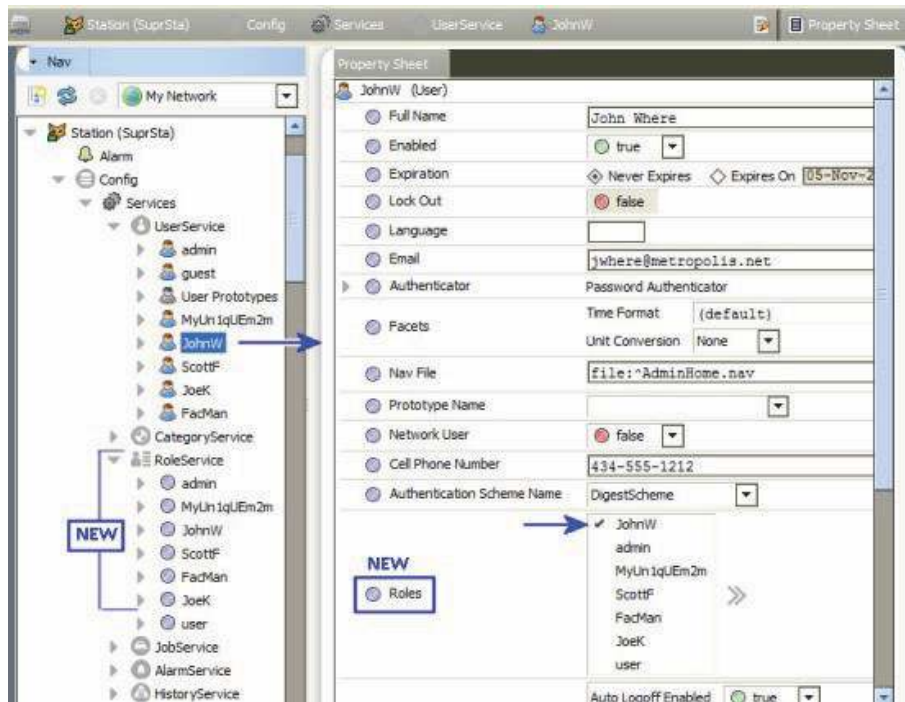 Station (SuprSta) Config Services UserService JohnW Property Sheet
Nav
My Network
Station (SuprSta)
Alarm
Config
Services
UserService
admin
guest
User Prototypes
MyUn1qUEm2m
JohnW
ScottF
JoeK
FacMan
CategoryService
RoleService
admin
MyUn1qUEm2m
JohnW
ScottF
FacMan
JoeK
user
JobService
AlarmService
HistoryService
NEW
Property Sheet
JohnW (User)
Full Name John Where
Enabled true
Expiration Never Expires Expires On 05-Nov-2
Lock Out false
Language
Email jwhere@metropolis.net
Authenticator Password Authenticator
Facets
Time Format (default)
Unit Conversion None
Nav File file:^AdminHome.nav
Prototype Name
Network User false
Cell Phone Number 434-555-1212
Authentication Scheme Name DigestScheme
NEW
Roles
JohnW
admin
MyUn1qUEm2m
ScottF
FacMan
JoeK
user
Auto Logoff Enabled true